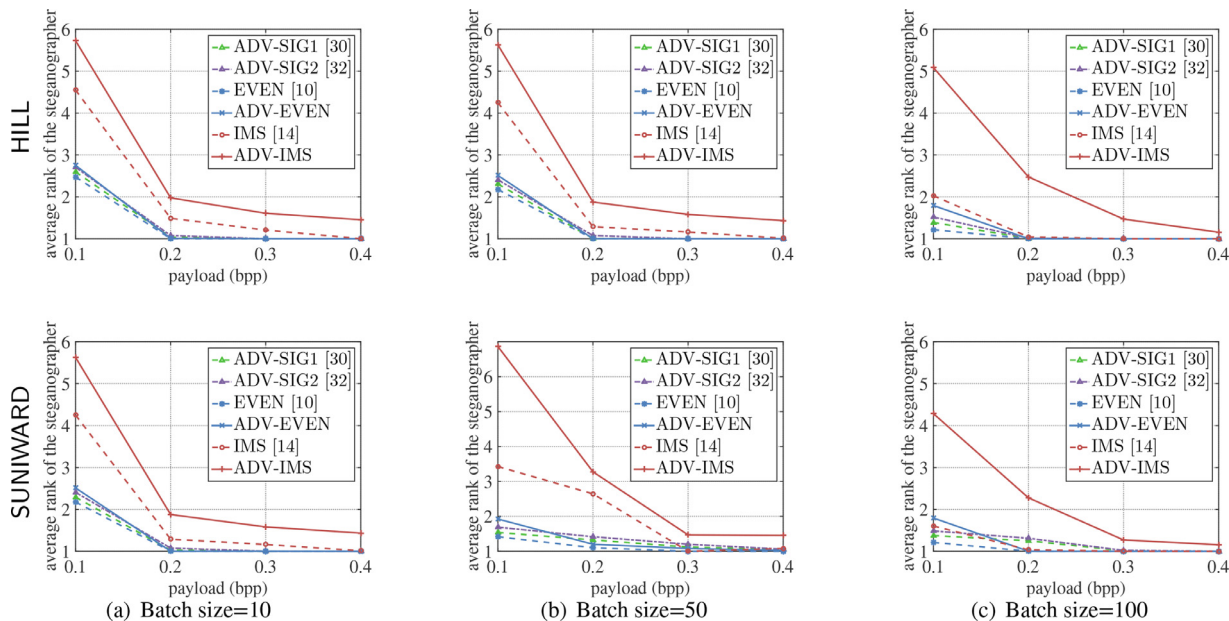 HILL
average rank of the steganographer
6
5
4
3
2
1
ADV-SIG1 [30]
ADV-SIG2 [32]
EVEN [10]
ADV-EVEN
IMS [14]
ADV-IMS
0.1 0.2 0.3 0.4
payload (bpp)
average rank of the steganographer
6
5
4
3
2
1
ADV-SIG1 [30]
ADV-SIG2 [32]
EVEN [10]
ADV-EVEN
IMS [14]
ADV-IMS
0.1 0.2 0.3 0.4
payload (bpp)
average rank of the steganographer
6
5
4
3
2
1
ADV-SIG1 [30]
ADV-SIG2 [32]
EVEN [10]
ADV-EVEN
IMS [14]
ADV-IMS
0.1 0.2 0.3 0.4
payload (bpp)
SUNIWARD
average rank of the steganographer
6
5
4
3
2
1
ADV-SIG1 [30]
ADV-SIG2 [32]
EVEN [10]
ADV-EVEN
IMS [14]
ADV-IMS
0.1 0.2 0.3 0.4
payload (bpp)
(a) Batch size=10
average rank of the steganographer
6
5
4
3
2
1
ADV-SIG1 [30]
ADV-SIG2 [32]
EVEN [10]
ADV-EVEN
IMS [14]
ADV-IMS
0.1 0.2 0.3 0.4
payload (bpp)
(b) Batch size=50
average rank of the steganographer
6
5
4
3
2
1
ADV-SIG1 [30]
ADV-SIG2 [32]
EVEN [10]
ADV-EVEN
IMS [14]
ADV-IMS
0.1 0.2 0.3 0.4
payload (bpp)
(c) Batch size=100